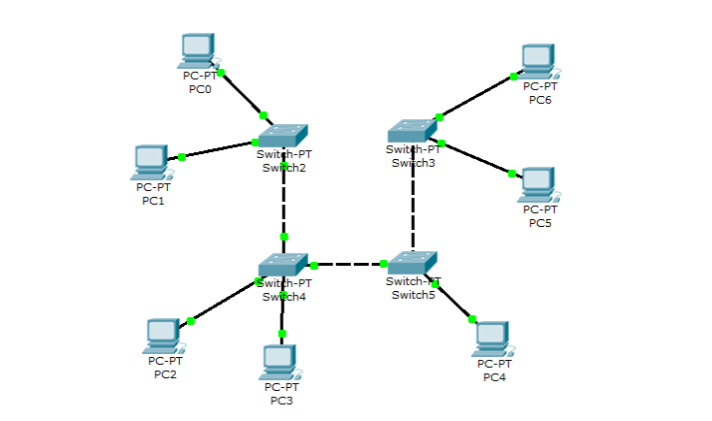 PC-PT
PC0
PC-PT
PC6
Switch-PT
Switch2
Switch-PT
Switch3
PC-PT
PC1
PC-PT
PC5
Switch-PT
Switch4
Switch-PT
Switch5
PC-PT
PC2
PC-PT
PC3
PC-PT
PC4